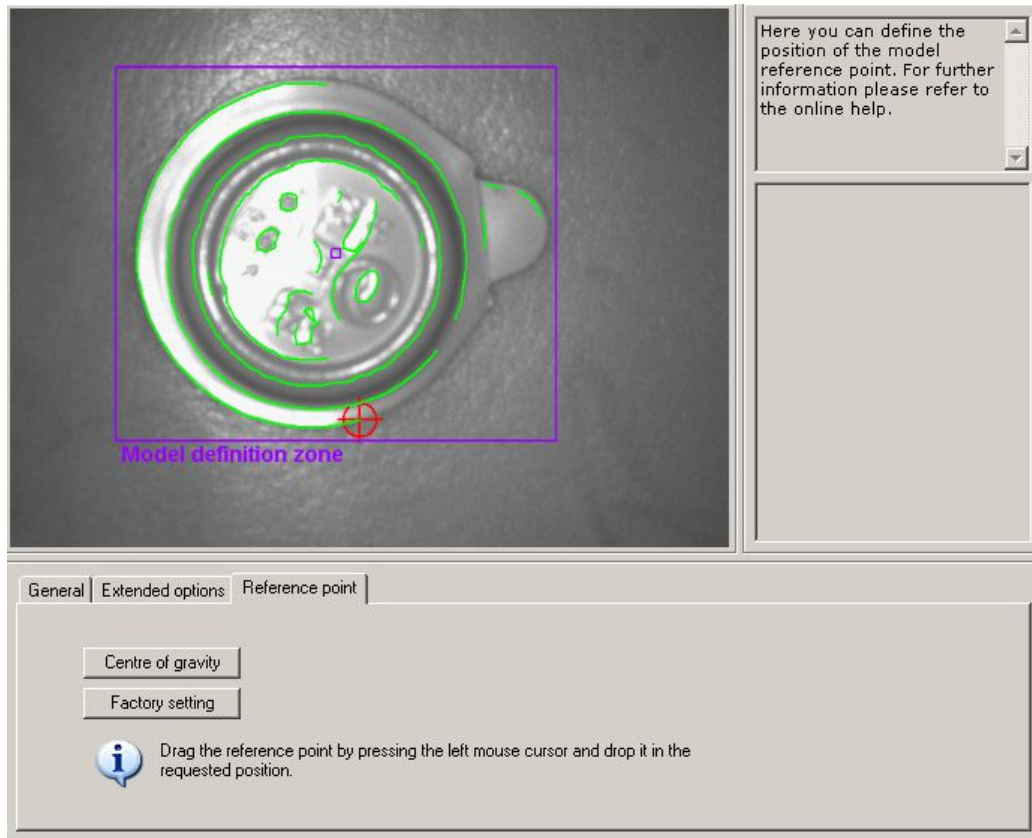 Here you can define the
position of the model
reference point. For further
information please refer to
the online help.
Model definition zone
General
Extended options
Reference point
Centre of gravity
Factory setting
Drag the reference point by pressing the left mouse cursor and drop it in the
requested position.